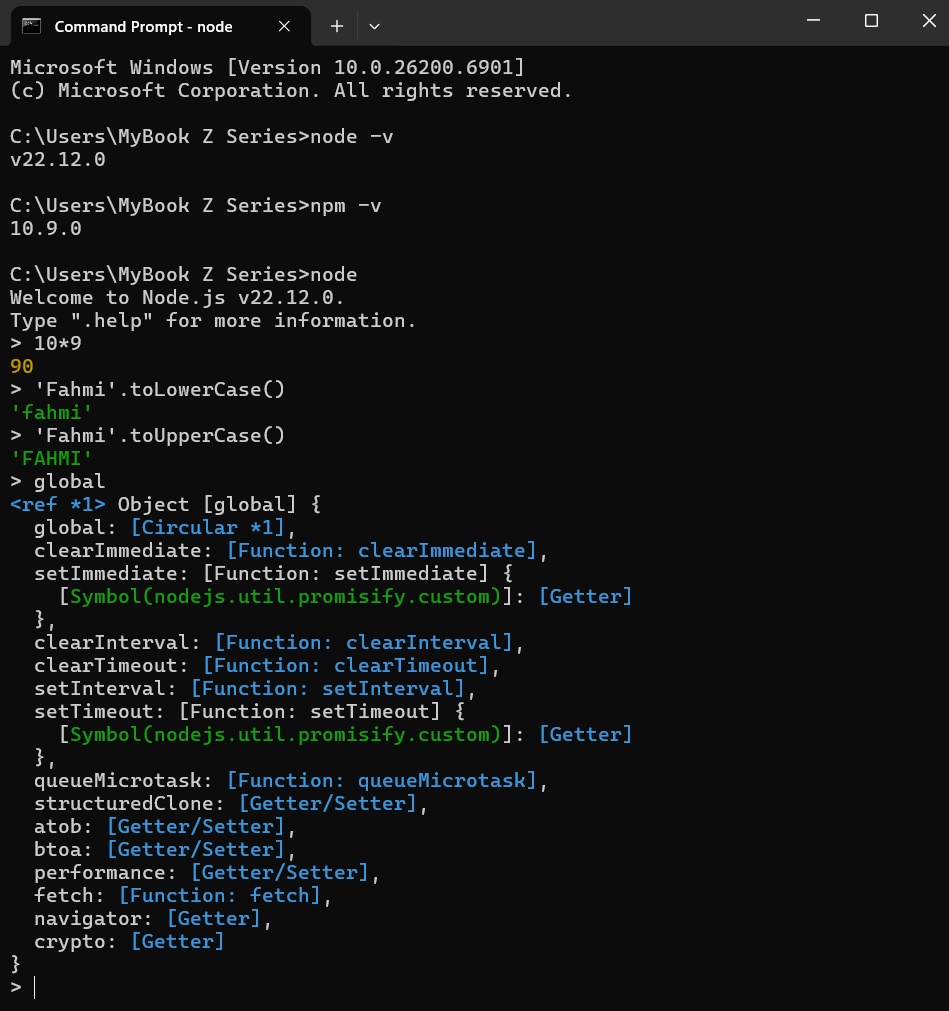 Command Prompt - node
Microsoft Windows [Version 10.0.26200.6901]
(c) Microsoft Corporation. All rights reserved.
C:\Users\MyBook Z Series>node -v
v22.12.0
C:\Users\MyBook Z Series>npm -v
10.9.0
C:\Users\MyBook Z Series>node
Welcome to Node.js v22.12.0.
Type ".help" for more information.
> 10*9
90
> 'Fahmi'.toLowerCase()
'fahmi'
> 'Fahmi'.toUpperCase()
'FAHMI'
> global
<ref *1> Object [global] {
  global: [Circular *1],
  clearImmediate: [Function: clearImmediate],
  setImmediate: [Function: setImmediate] {
    [Symbol(nodejs.util.promisify.custom)]: [Getter]
  },
  clearInterval: [Function: clearInterval],
  clearTimeout: [Function: clearTimeout],
  setInterval: [Function: setInterval],
  setTimeout: [Function: setTimeout] {
    [Symbol(nodejs.util.promisify.custom)]: [Getter]
  },
  queueMicrotask: [Function: queueMicrotask],
  structuredClone: [Getter/Setter],
  atob: [Getter/Setter],
  btoa: [Getter/Setter],
  performance: [Getter/Setter],
  fetch: [Function: fetch],
  navigator: [Getter],
  crypto: [Getter]
}
>